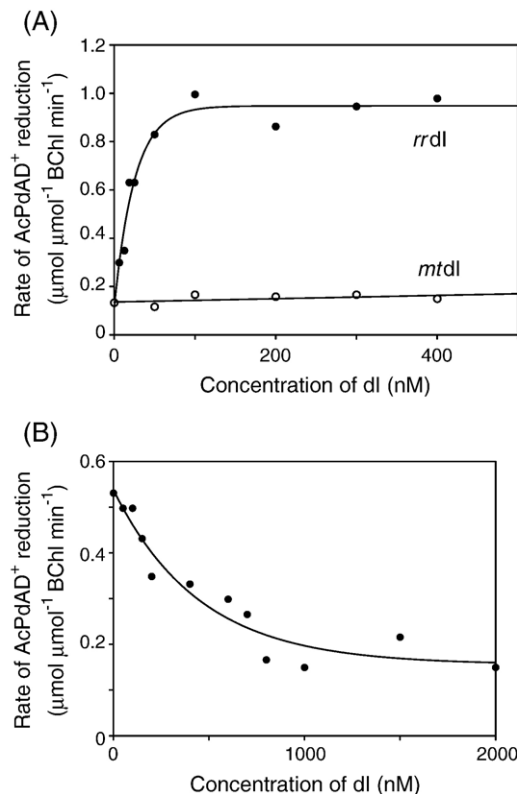 (A)
Rate of AcPdAD⁺ reduction
(μmol μmol⁻¹ BChl min⁻¹)
1.2
1.0
0.8
0.6
0.4
0.2
0
rrdI
mtdI
0
200
400
Concentration of dI (nM)
(B)
Rate of AcPdAD⁺ reduction
(μmol μmol⁻¹ BChl min⁻¹)
0.6
0.4
0.2
0
0
1000
2000
Concentration of dI (nM)